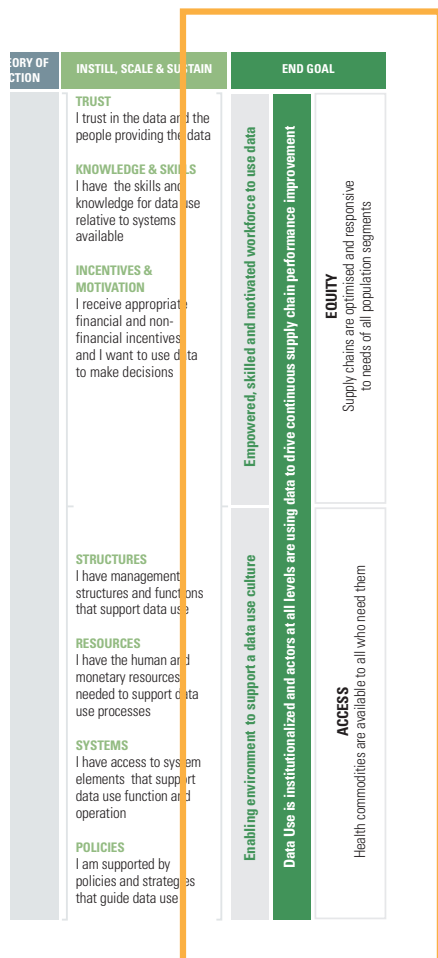 EORY OF
CTION
INSTILL, SCALE & SUSTAIN
END GOAL
TRUST
I trust in the data and the
people providing the data
KNOWLEDGE & SKILLS
I have the skills and
knowledge for data use
relative to systems
available
INCENTIVES &
MOTIVATION
I receive appropriate
financial and non-
financial incentives
and I want to use data
to make decisions
STRUCTURES
I have management
structures and functions
that support data use
RESOURCES
I have the human and
monetary resources
needed to support data
use processes
SYSTEMS
I have access to system
elements that support
data use function and
operation
POLICIES
I am supported by
policies and strategies
that guide data use
Empowered, skilled and motivated workforce to use data
Enabling environment to support a data use culture
Data Use is institutionalized and actors at all levels are using data to drive continuous supply chain performance improvement
EQUITY
Supply chains are optimised and responsive
to needs of all population segments
ACCESS
Health commodities are available to all who need them